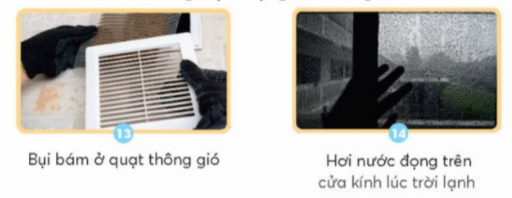 13
Bụi bám ở quạt thông gió
14
Hơi nước đọng trên
cửa kính lúc trời lạnh